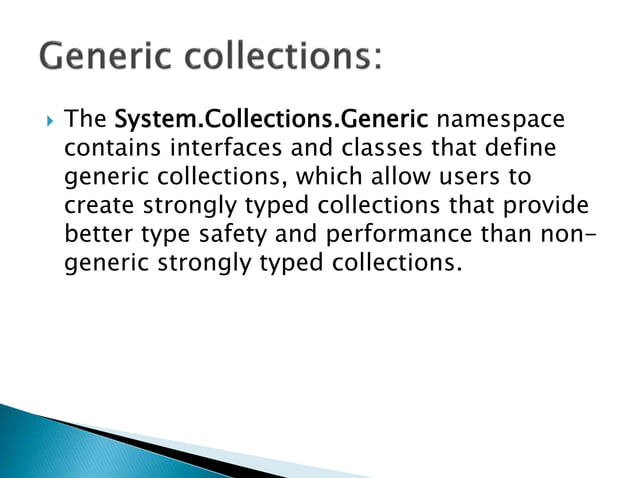 Generic collections:
The System.Collections.Generic namespace
contains interfaces and classes that define
generic collections, which allow users to
create strongly typed collections that provide
better type safety and performance than non-
generic strongly typed collections.